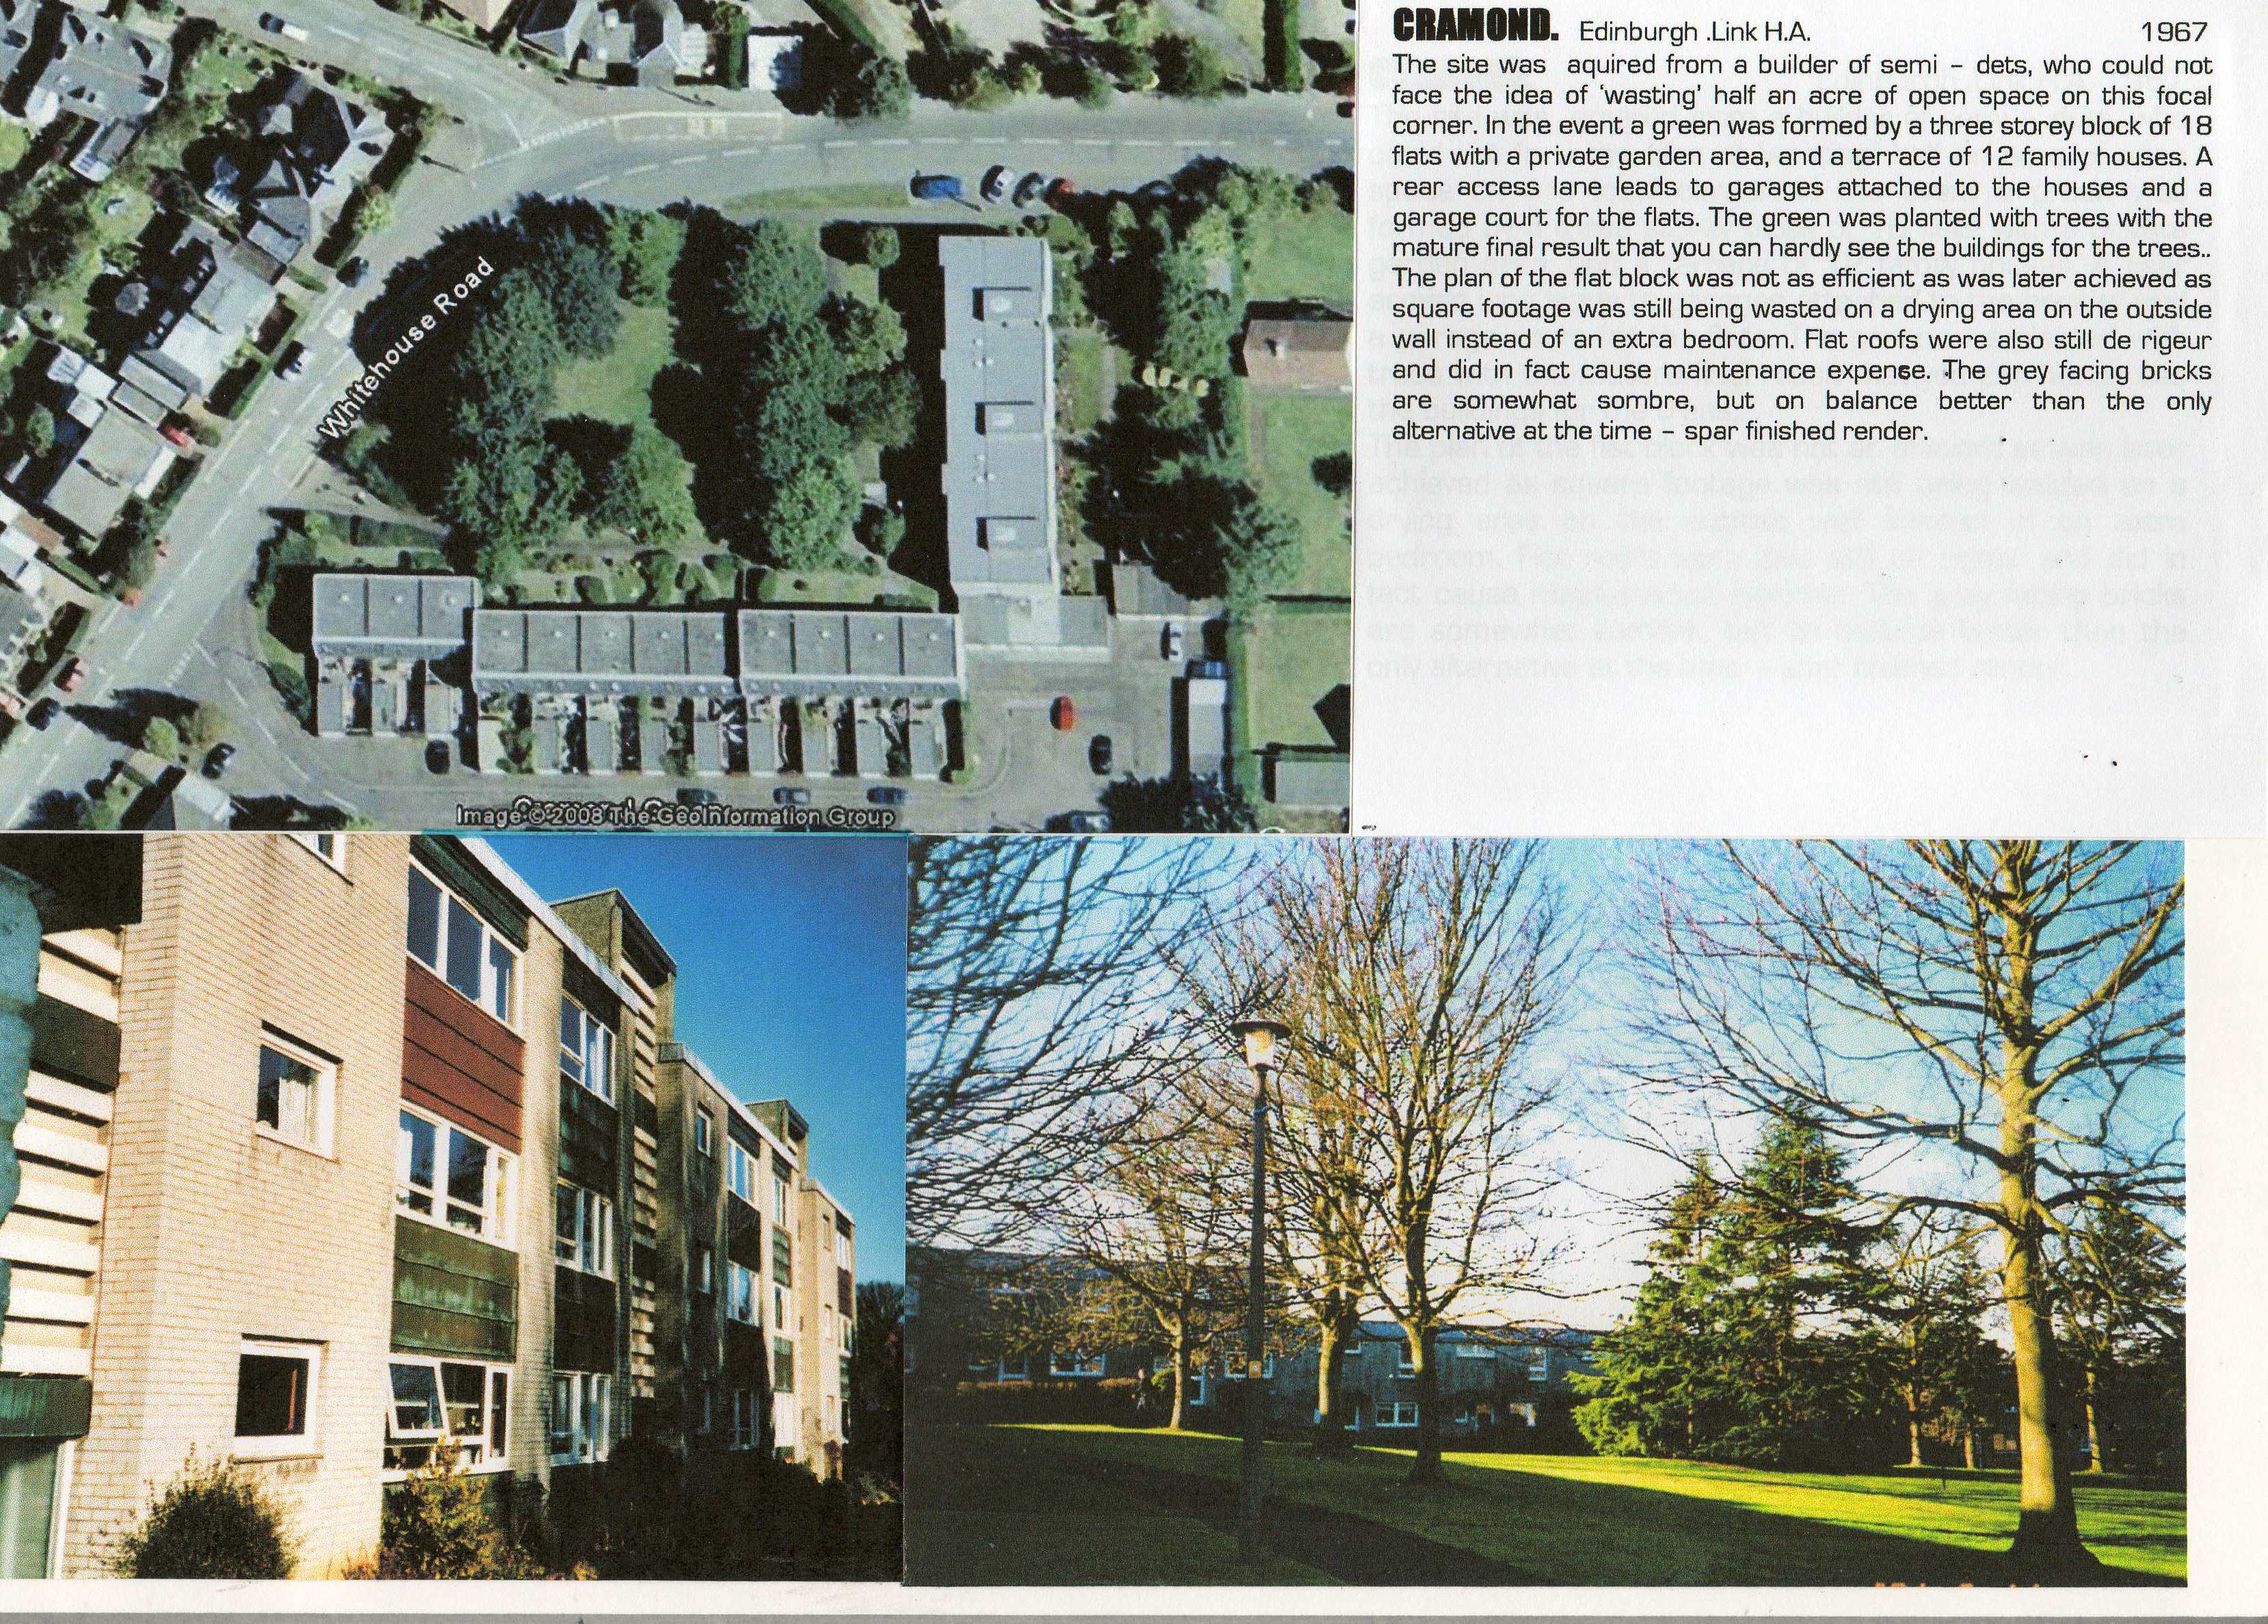 CRAMOND. Edinburgh .Link H.A. 1967
The site was aquired from a builder of semi – dets, who could not
face the idea of ‘wasting’ half an acre of open space on this focal
corner. In the event a green was formed by a three storey block of 18
flats with a private garden area, and a terrace of 12 family houses. A
rear access lane leads to garages attached to the houses and a
garage court for the flats. The green was planted with trees with the
mature final result that you can hardly see the buildings for the trees..
The plan of the flat block was not as efficient as was later achieved as
square footage was still being wasted on a drying area on the outside
wall instead of an extra bedroom. Flat roofs were also still de rigeur
and did in fact cause maintenance expense. The grey facing bricks
are somewhat sombre, but on balance better than the only
alternative at the time – spar finished render.
Whitehouse Road
Image © 2008 The GeoInformation Group